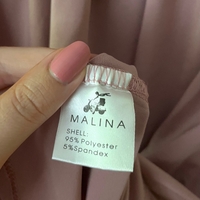 MALINA
SHELL:
95% Polyester
5%Spandex